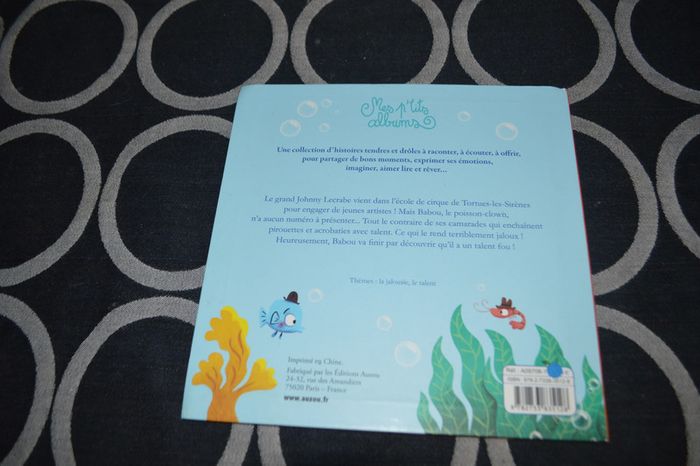 Mes p'tits
albums
Une collection d'histoires tendres et drôles à raconter, à écouter, à offrir,
pour partager de bons moments, exprimer ses émotions,
imaginer, aimer lire et rêver...
Le grand Johnny Lecrabe vient dans l'école de cirque de Tortues-les-Sirènes
pour engager de jeunes artistes ! Mais Babou, le poisson-clown,
n'a aucun numéro à présenter... Tout le contraire de ses camarades qui enchaînent
pirouettes et acrobaties avec talent. Ce qui le rend terriblement jaloux !
Heureusement, Babou va finir par découvrir qu'il a un talent fou !
Thèmes : la jalousie, le talent
Imprimé en Chine.
Fabriqué par les Éditions Auzou
24-32, rue des Amandiers
75020 Paris – France
www.auzou.fr